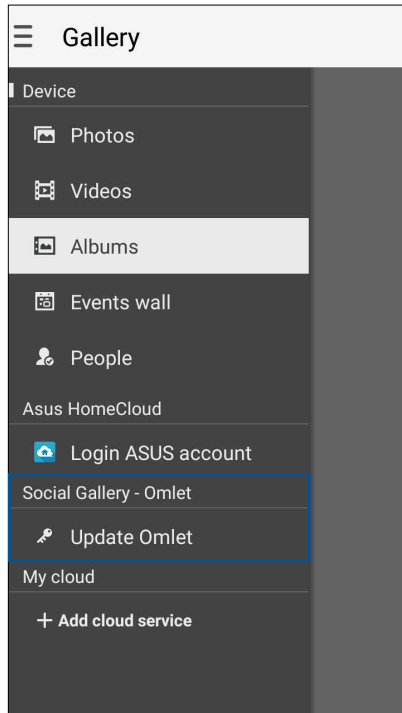 Gallery
Device
Photos
Videos
Albums
Events wall
People
Asus HomeCloud
Login ASUS account
Social Gallery - Omlet
Update Omlet
My cloud
+ Add cloud service